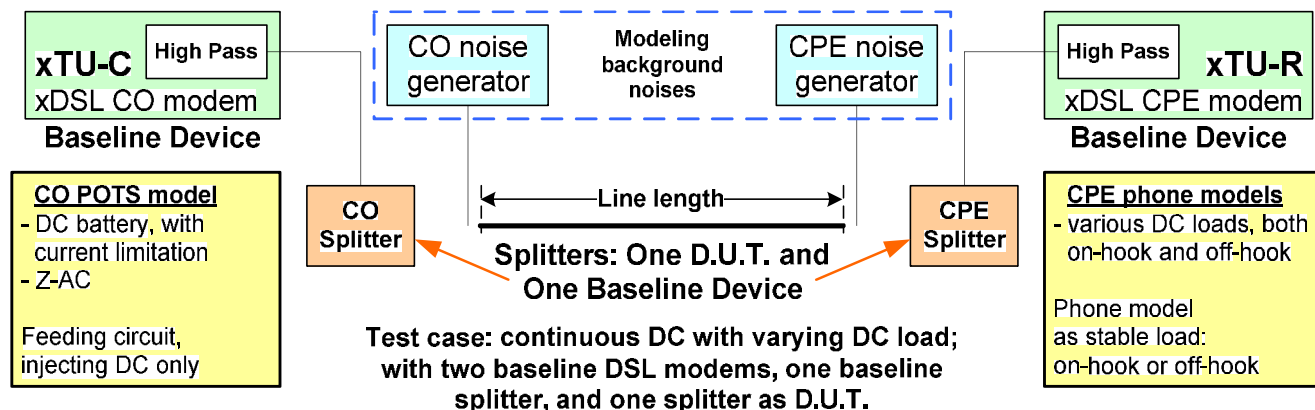 xTU-C
High Pass
xDSL CO modem
Baseline Device
CO noise
generator
Modeling
background
noises
CPE noise
generator
High Pass
xTU-R
xDSL CPE modem
Baseline Device
CO POTS model
- DC battery, with
current limitation
- Z-AC
Feeding circuit,
injecting DC only
CO
Splitter
Line length
CPE
Splitter
Splitters: One D.U.T. and
One Baseline Device
Test case: continuous DC with varying DC load;
with two baseline DSL modems, one baseline
splitter, and one splitter as D.U.T.
CPE phone models
- various DC loads, both
on-hook and off-hook
Phone model
as stable load:
on-hook or off-hook